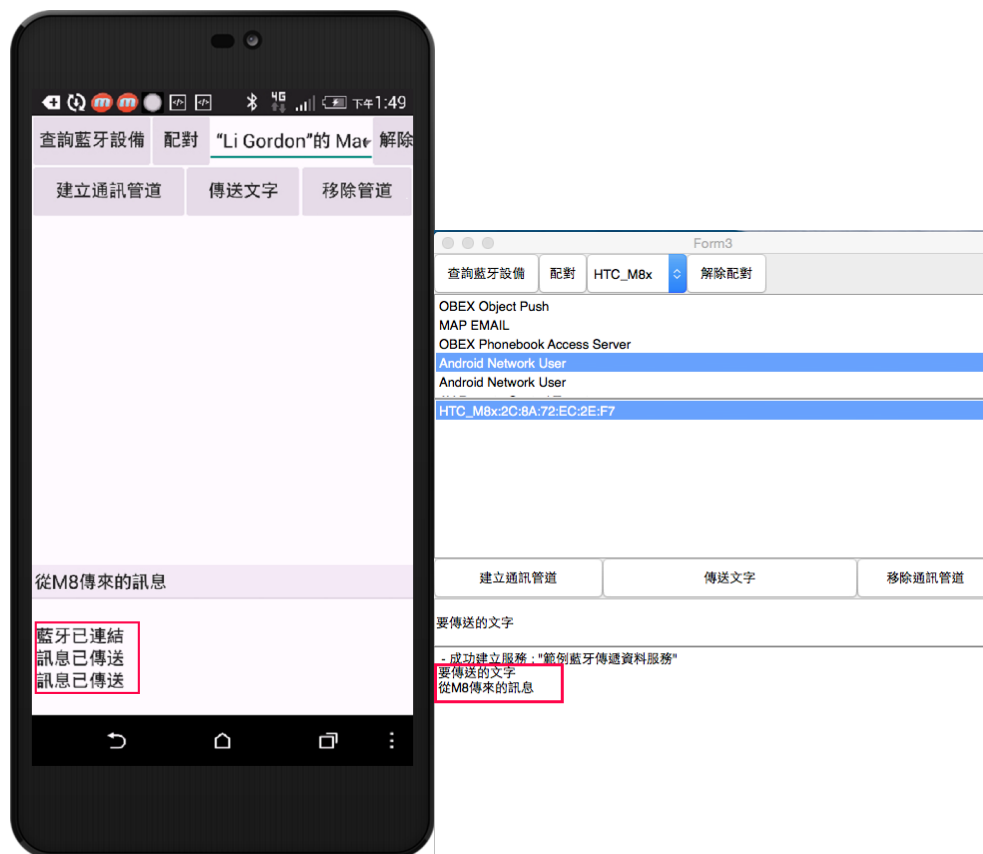 下午1:49
查詢藍牙設備 配對 “Li Gordon”的 Mac 解除
建立通訊管道 傳送文字 移除管道
從M8傳來的訊息
藍牙已連結
訊息已傳送
訊息已傳送
Form3
查詢藍牙設備 配對 HTC_M8x 解除配對
OBEX Object Push
MAP EMAIL
OBEX Phonebook Access Server
Android Network User
Android Network User
HTC_M8x:2C:8A:72:EC:2E:F7
建立通訊管道 傳送文字 移除通訊管道
要傳送的文字
- 成功建立服務 : "範例藍牙傳遞資料服務"
要傳送的文字
從M8傳來的訊息